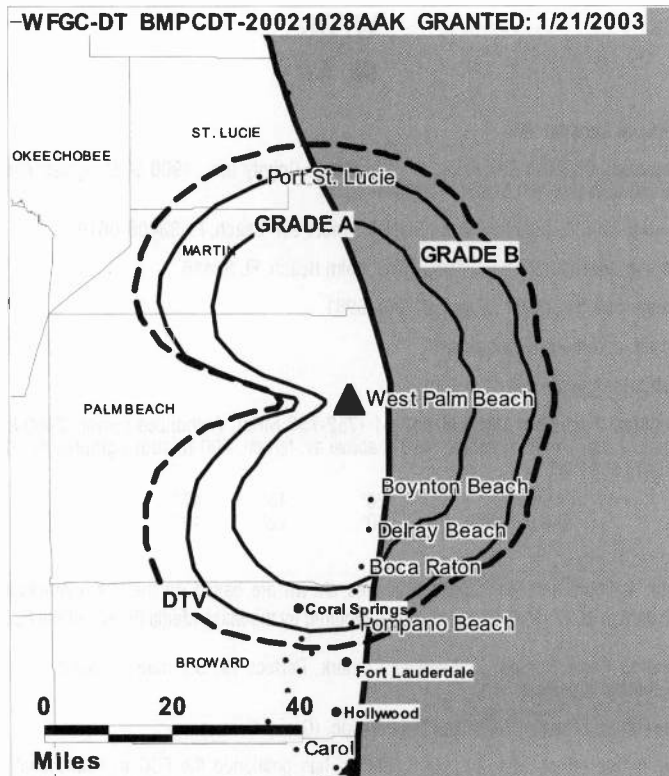 WFGC-DT BMPCDT-20021028AAK GRANTED: 1/21/2003
ST. LUCIE
OKEECHOBEE
Port St. Lucie
GRADE A
MARTIN
GRADE B
West Palm Beach
PALM BEACH
Boynton Beach
Delray Beach
Boca Raton
DTV
Coral Springs
Pompano Beach
BROWARD
Fort Lauderdale
0 20 40
Hollywood
Carol
Miles